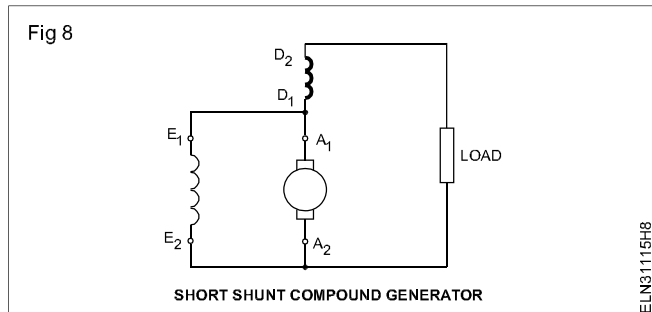 Fig 8
D2
D1
E1
A1
LOAD
E2
A2
SHORT SHUNT COMPOUND GENERATOR
ELN31115H8